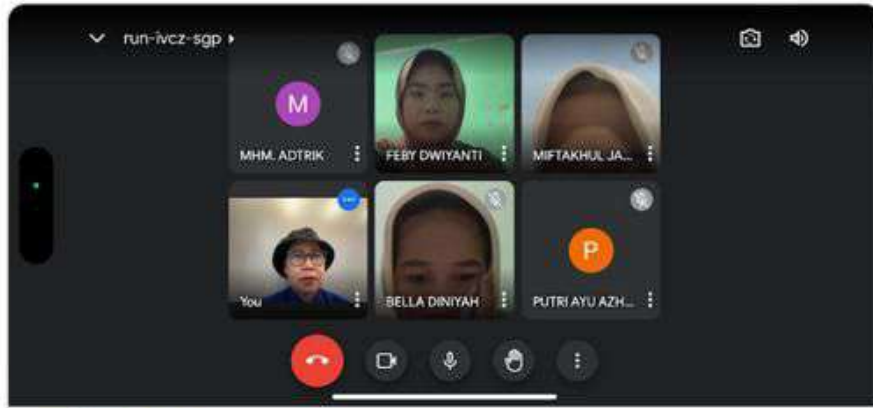 run-ivcz-sgp
M
MHM. ADTRIK
FEBY DWIYANTI
MIFTAKHUL JA...
You
BELLA DINIYAH
P
PUTRI AYU AZH...